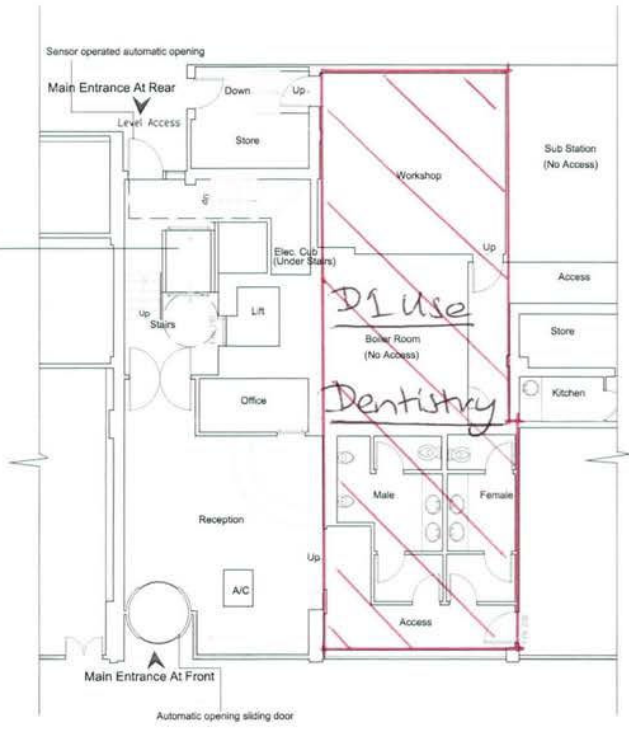 Sensor operated automatic opening
Main Entrance At Rear
Level Access
Down
Up
Store
Workshop
Sub Station
(No Access)
Up
Elec. Cub
(Under Stairs)
Up
Access
Up
Stairs
Lift
D1 Use
Boiler Room
(No Access)
Store
Office
Dentistry
Kitchen
Male
Female
Reception
Up
A/C
Access
Main Entrance At Front
Automatic opening sliding door